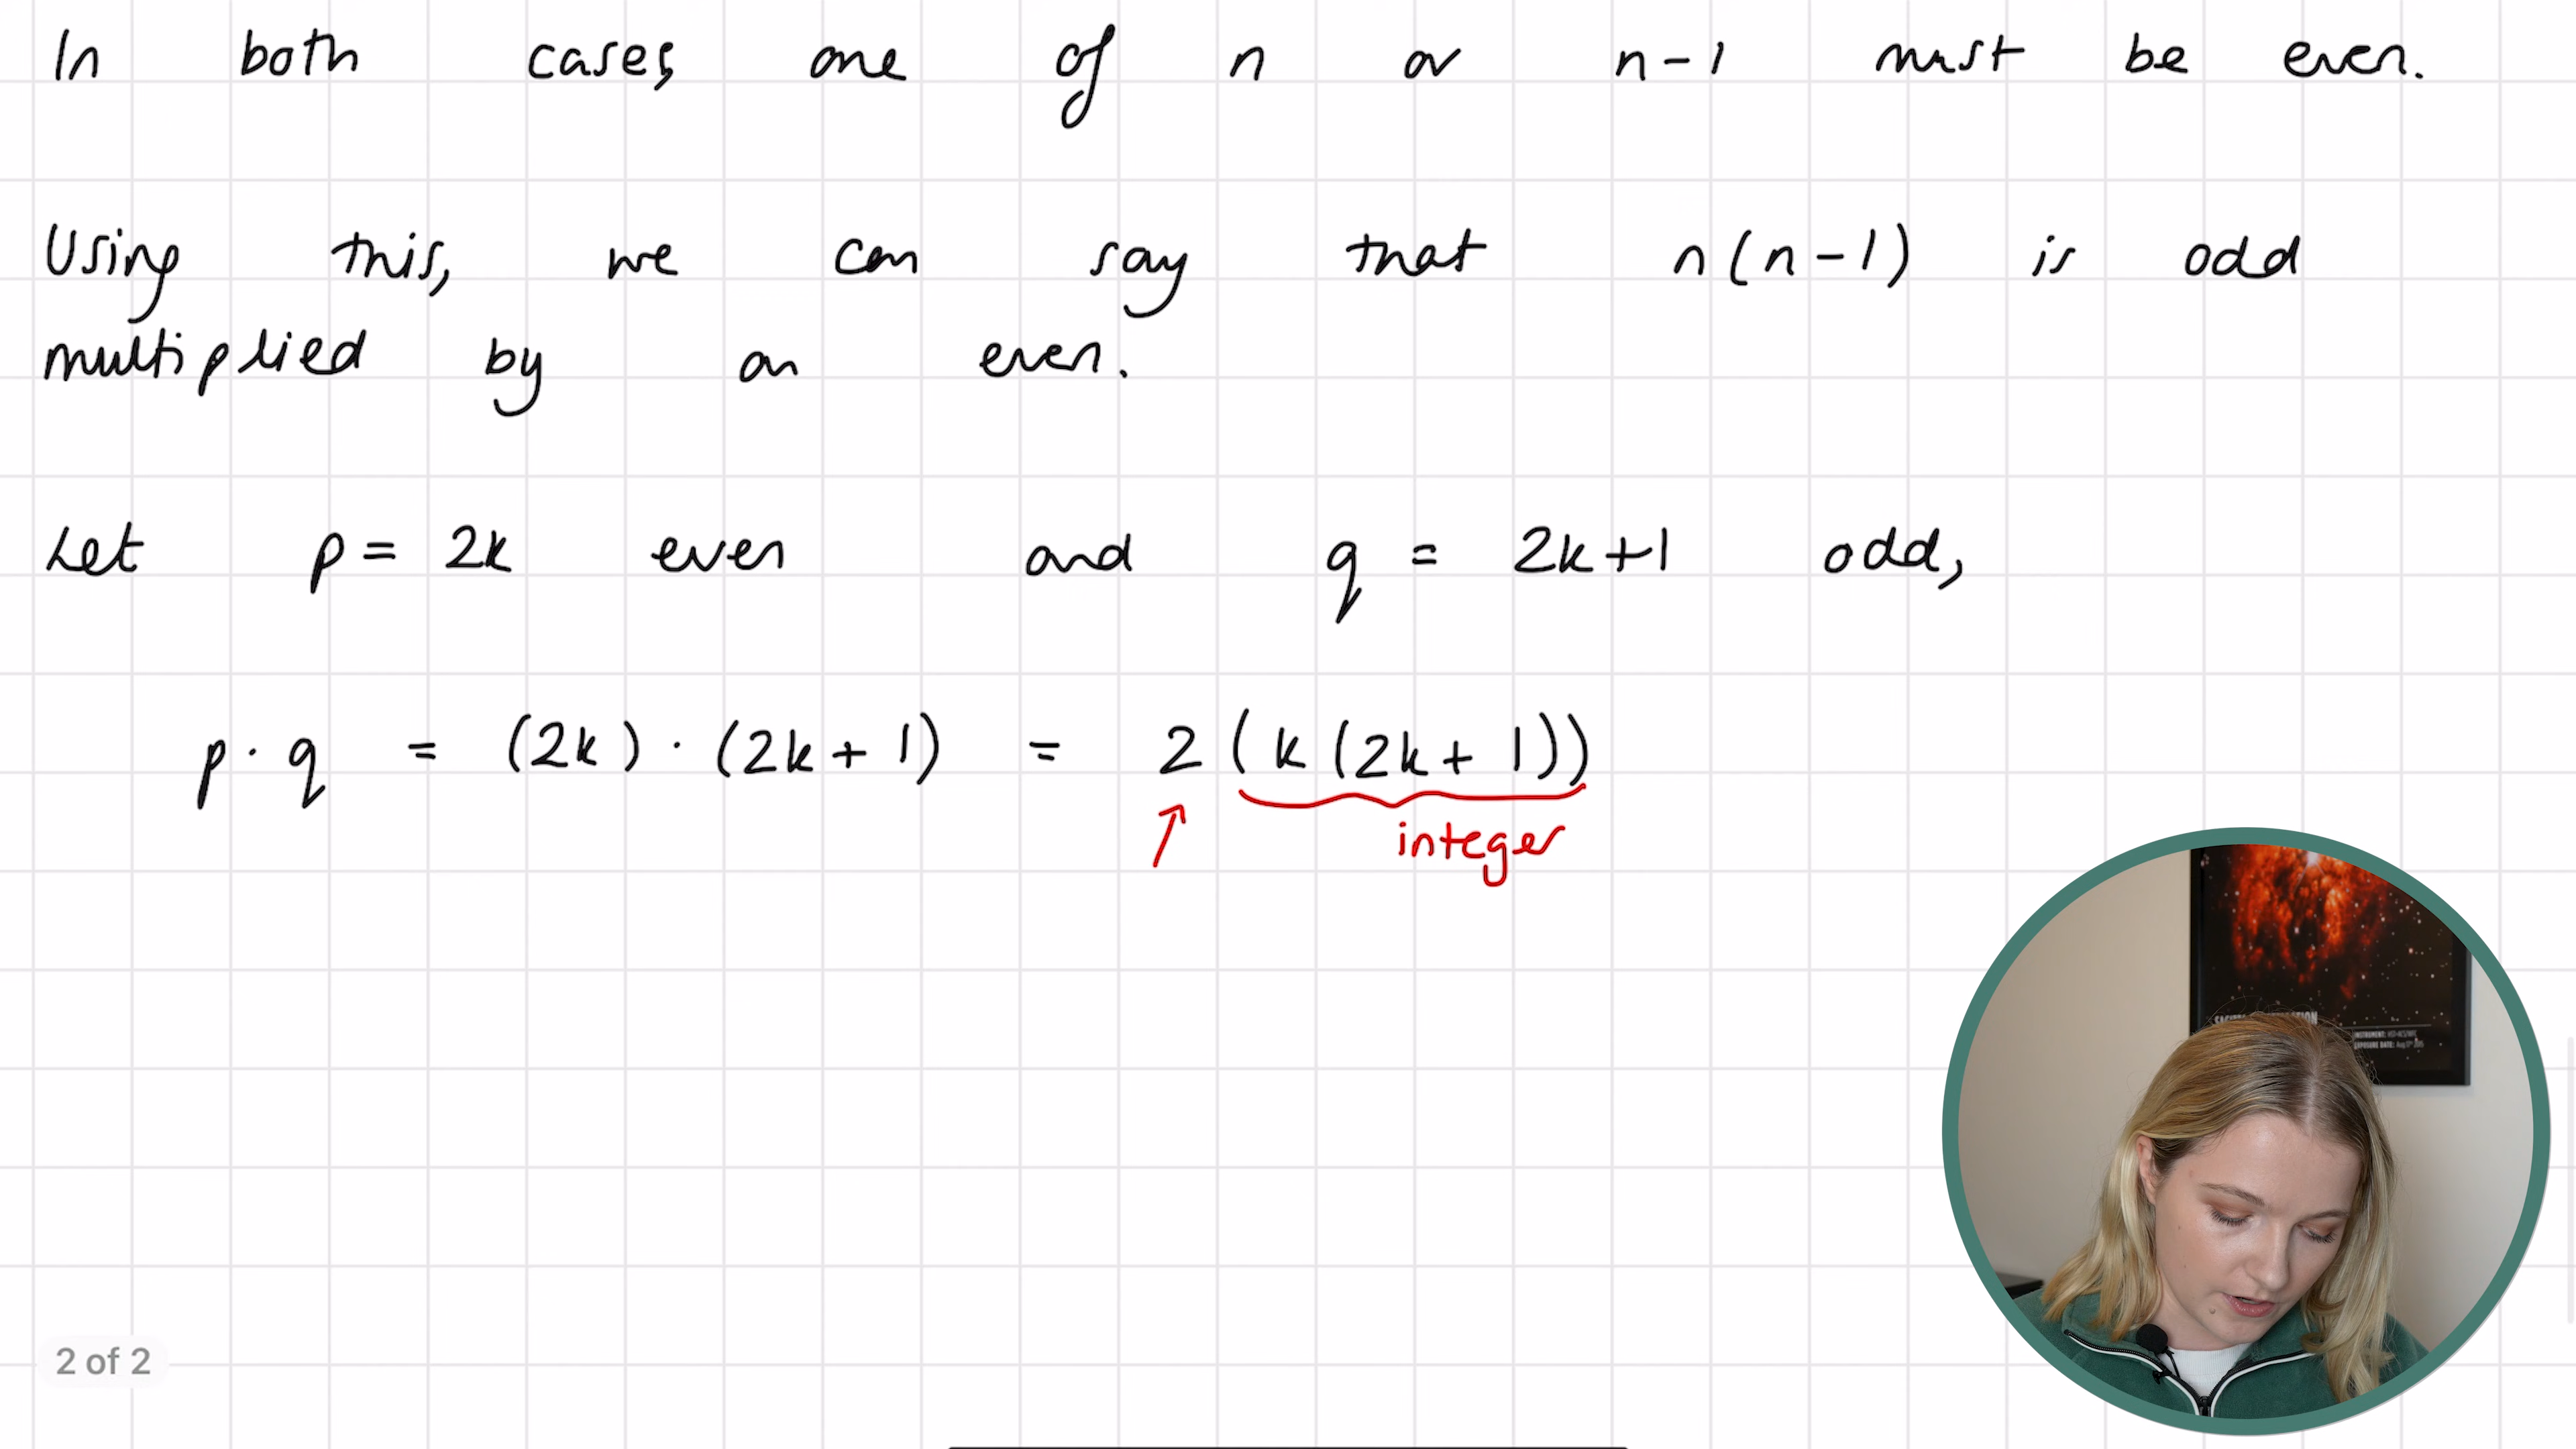 In both cases, one of n or n-1 must be even.
Using this, we can say that n(n-1) is odd
multiplied by an even.
Let p = 2k even and q = 2k+1 odd,
p · q = (2k) · (2k + 1) = 2 (k (2k + 1))
integer
2 of 2